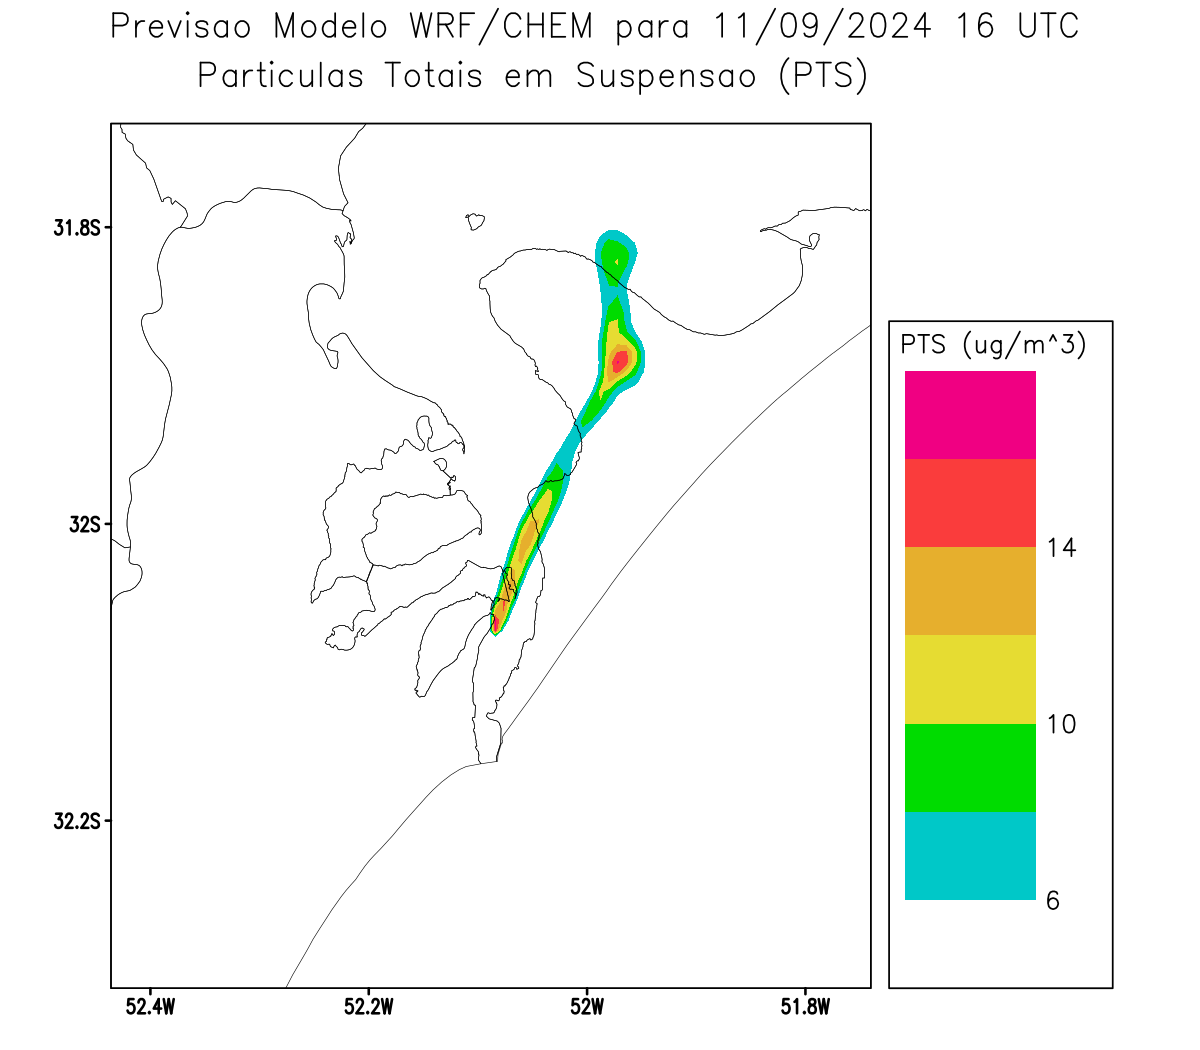 Previsao Modelo WRF/CHEM para 11/09/2024 16 UTC
Particulas Totais em Suspensao (PTS)
31.8S
32S
32.2S
52.4W
52.2W
52W
51.8W
PTS (ug/m^3)
14
10
6